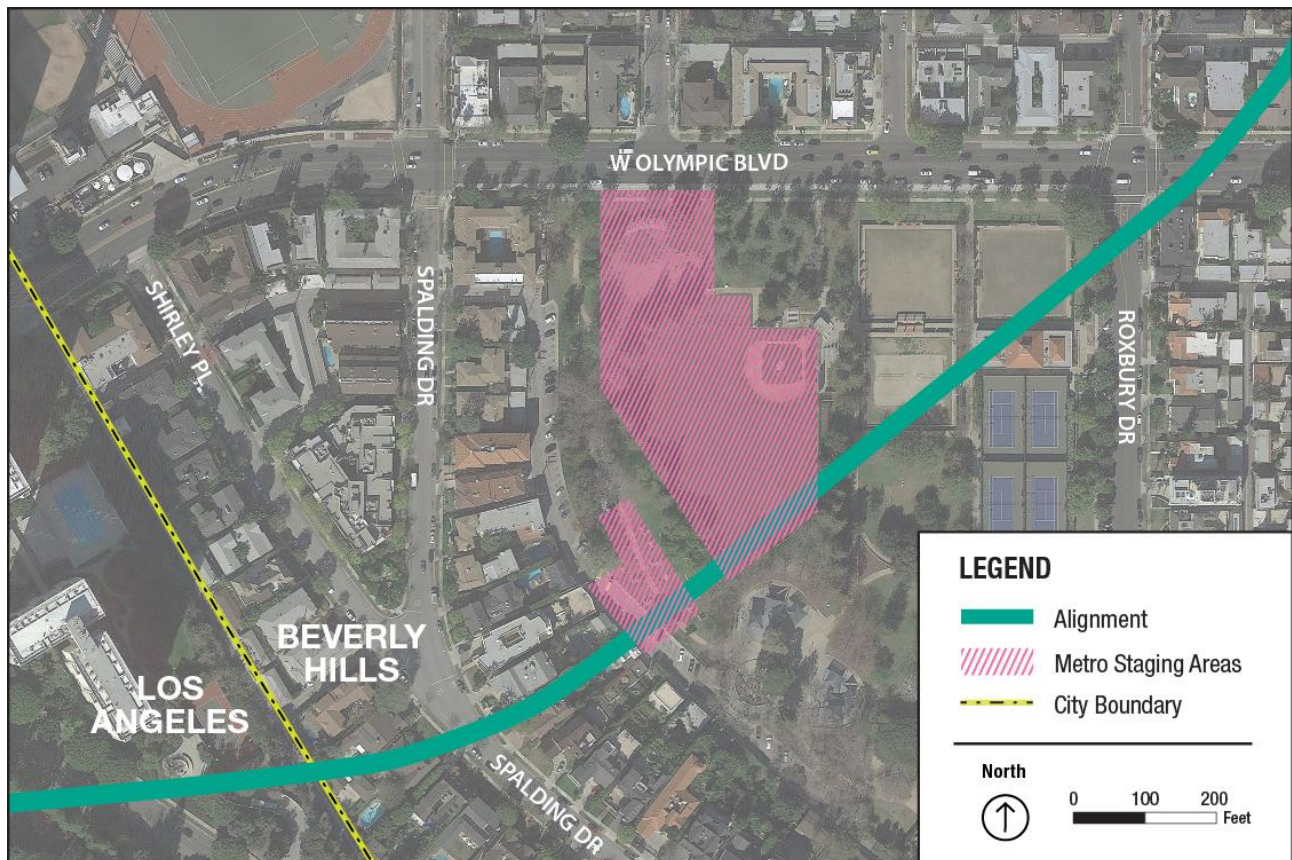 W OLYMPIC BLVD
SHIRLEY PL.
SPALDING DR
ROXBURY DR
BEVERLY
HILLS
LOS
ANGELES
SPALDING DR
LEGEND
Alignment
Metro Staging Areas
City Boundary
North
0 100 200
Feet